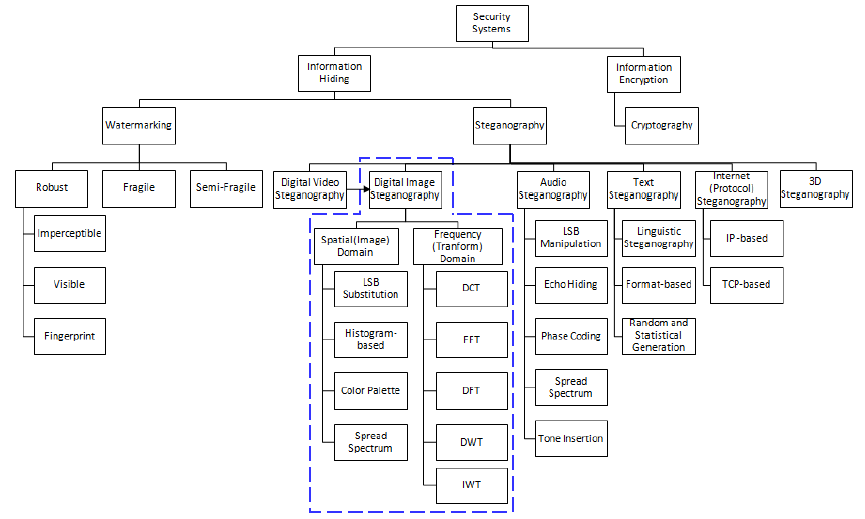 Security
Systems
Information
Hiding
Information
Encryption
Watermarking
Steganography
Cryptography
Robust
Fragile
Semi-Fragile
Digital Video
Steganography
Digital Image
Steganography
Audio
Steganography
Text
Steganography
Internet
(Protocol)
Steganography
3D
Steganography
Imperceptible
Visible
Fingerprint
Spatial(Image)
Domain
Frequency
(Tranform)
Domain
LSB
Substitution
Histogram-
based
Color Palette
Spread
Spectrum
DCT
FFT
DFT
DWT
IWT
LSB
Manipulation
Echo Hiding
Phase Coding
Spread
Spectrum
Tone Insertion
Linguistic
Steganography
Format-based
Random and
Statistical
Generation
IP-based
TCP-based